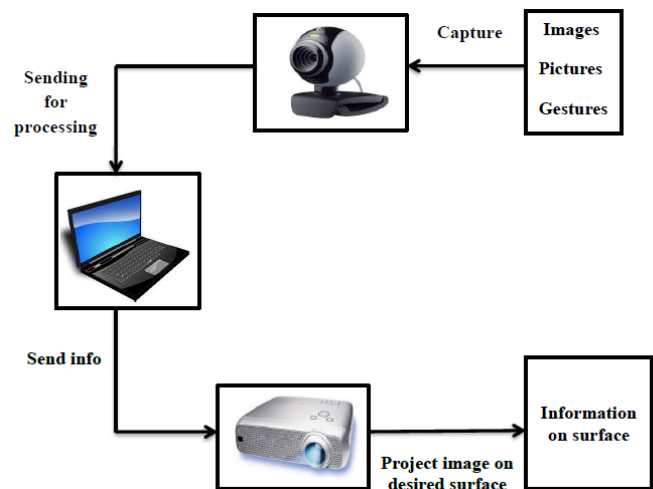 Capture
Images
Pictures
Gestures
Sending
for
processing
Send info
Project image on
desired surface
Information
on surface